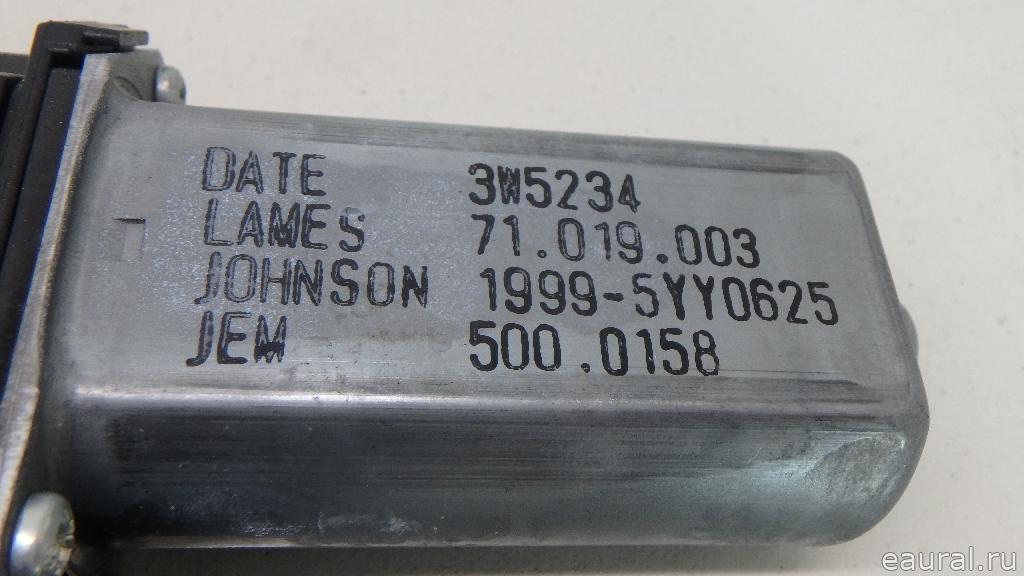 DATE 3W5234
LAMES 71.019.003
JOHNSON 1999-5YY0625
JEM 500.0158
eaural.ru